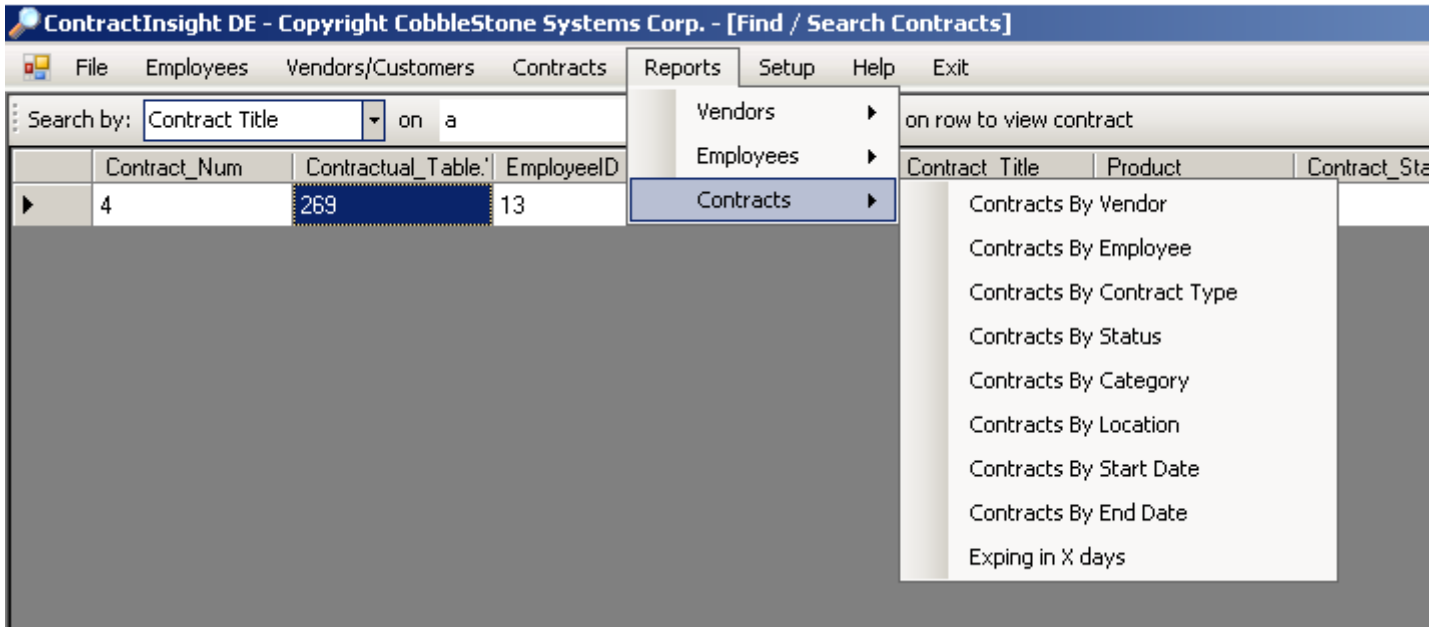 ContractInsight DE - Copyright CobbleStone Systems Corp. - [Find / Search Contracts]
File Employees Vendors/Customers Contracts Reports Setup Help Exit
Search by: Contract Title on a on row to view contract
Vendors
Employees
Contracts
Contract_Num Contractual_Table.' EmployeeID Contract_Title Product Contract_Sta
4 269 13
Contracts By Vendor
Contracts By Employee
Contracts By Contract Type
Contracts By Status
Contracts By Category
Contracts By Location
Contracts By Start Date
Contracts By End Date
Exping in X days